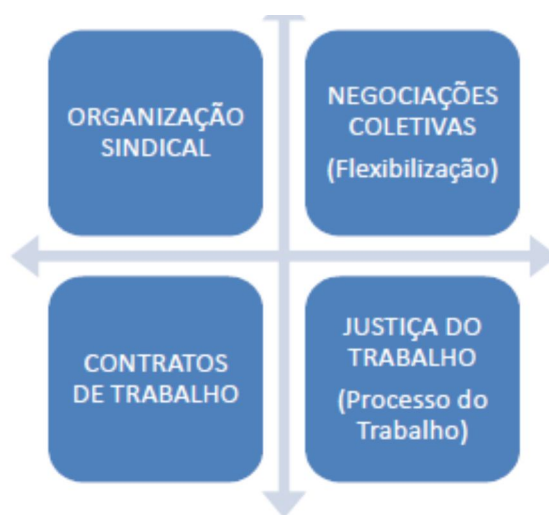 ORGANIZAÇÃO
SINDICAL
NEGOCIAÇÕES
COLETIVAS
(Flexibilização)
CONTRATOS
DE TRABALHO
JUSTIÇA DO
TRABALHO
(Processo do
Trabalho)